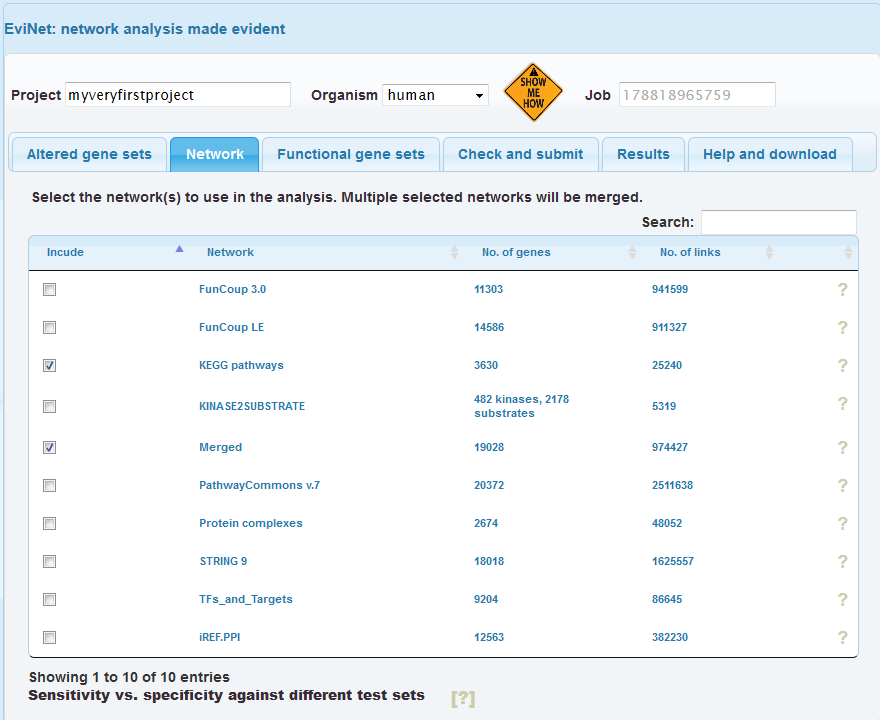 EviNet: network analysis made evident
Project myveryfirstproject Organism human SHOW ME HOW Job 178818965759
Altered gene sets Network Functional gene sets Check and submit Results Help and download
Select the network(s) to use in the analysis. Multiple selected networks will be merged.
Search:
Incude Network No. of genes No. of links
FunCoup 3.0 11303 941599 ?
FunCoup LE 14586 911327 ?
KEGG pathways 3630 25240 ?
KINASE2SUBSTRATE 482 kinases, 2178 substrates 5319 ?
Merged 19028 974427 ?
PathwayCommons v.7 20372 2511638 ?
Protein complexes 2674 48052 ?
STRING 9 18018 1625557 ?
TFs_and_Targets 9204 86645 ?
iREF.PPI 12563 382230 ?
Showing 1 to 10 of 10 entries
Sensitivity vs. specificity against different test sets [?]